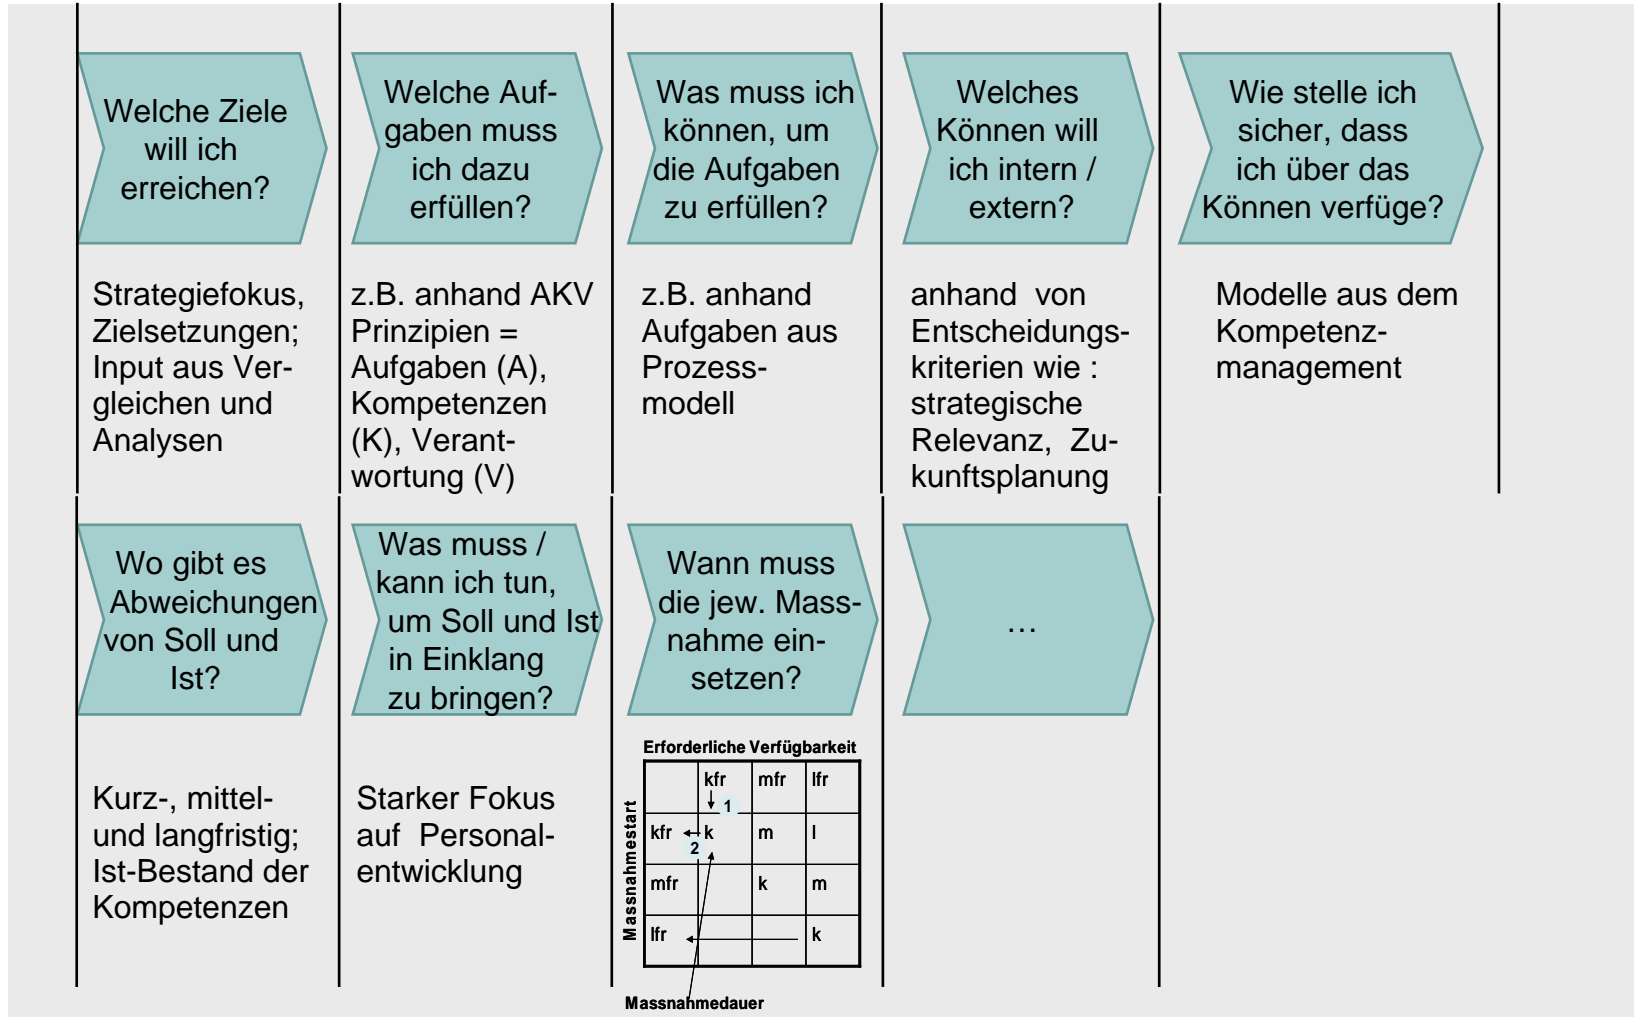 Welche Ziele
will ich
erreichen?
Welche Auf-
gaben muss
ich dazu
erfüllen?
Was muss ich
können, um
die Aufgaben
zu erfüllen?
Welches
Können will
ich intern /
extern?
Wie stelle ich
sicher, dass
ich über das
Können verfüge?
Strategiefokus,
Zielsetzungen;
Input aus Ver-
gleichen und
Analysen
z.B. anhand AKV
Prinzipien =
Aufgaben (A),
Kompetenzen
(K), Verant-
wortung (V)
z.B. anhand
Aufgaben aus
Prozess-
modell
anhand von
Entscheidungs-
kriterien wie :
strategische
Relevanz, Zu-
kunftsplanung
Modelle aus dem
Kompetenz-
management
Wo gibt es
Abweichungen
von Soll und
Ist?
Was muss /
kann ich tun,
um Soll und Ist
in Einklang
zu bringen?
Wann muss
die jew. Mass-
nahme ein-
setzen?
...
Kurz-, mittel-
und langfristig;
Ist-Bestand der
Kompetenzen
Starker Fokus
auf Personal-
entwicklung
Erforderliche Verfügbarkeit
Massnahmestart
kfr mfr lfr
1
kfr k m l
2
mfr k m
lfr k
Massnahmedauer